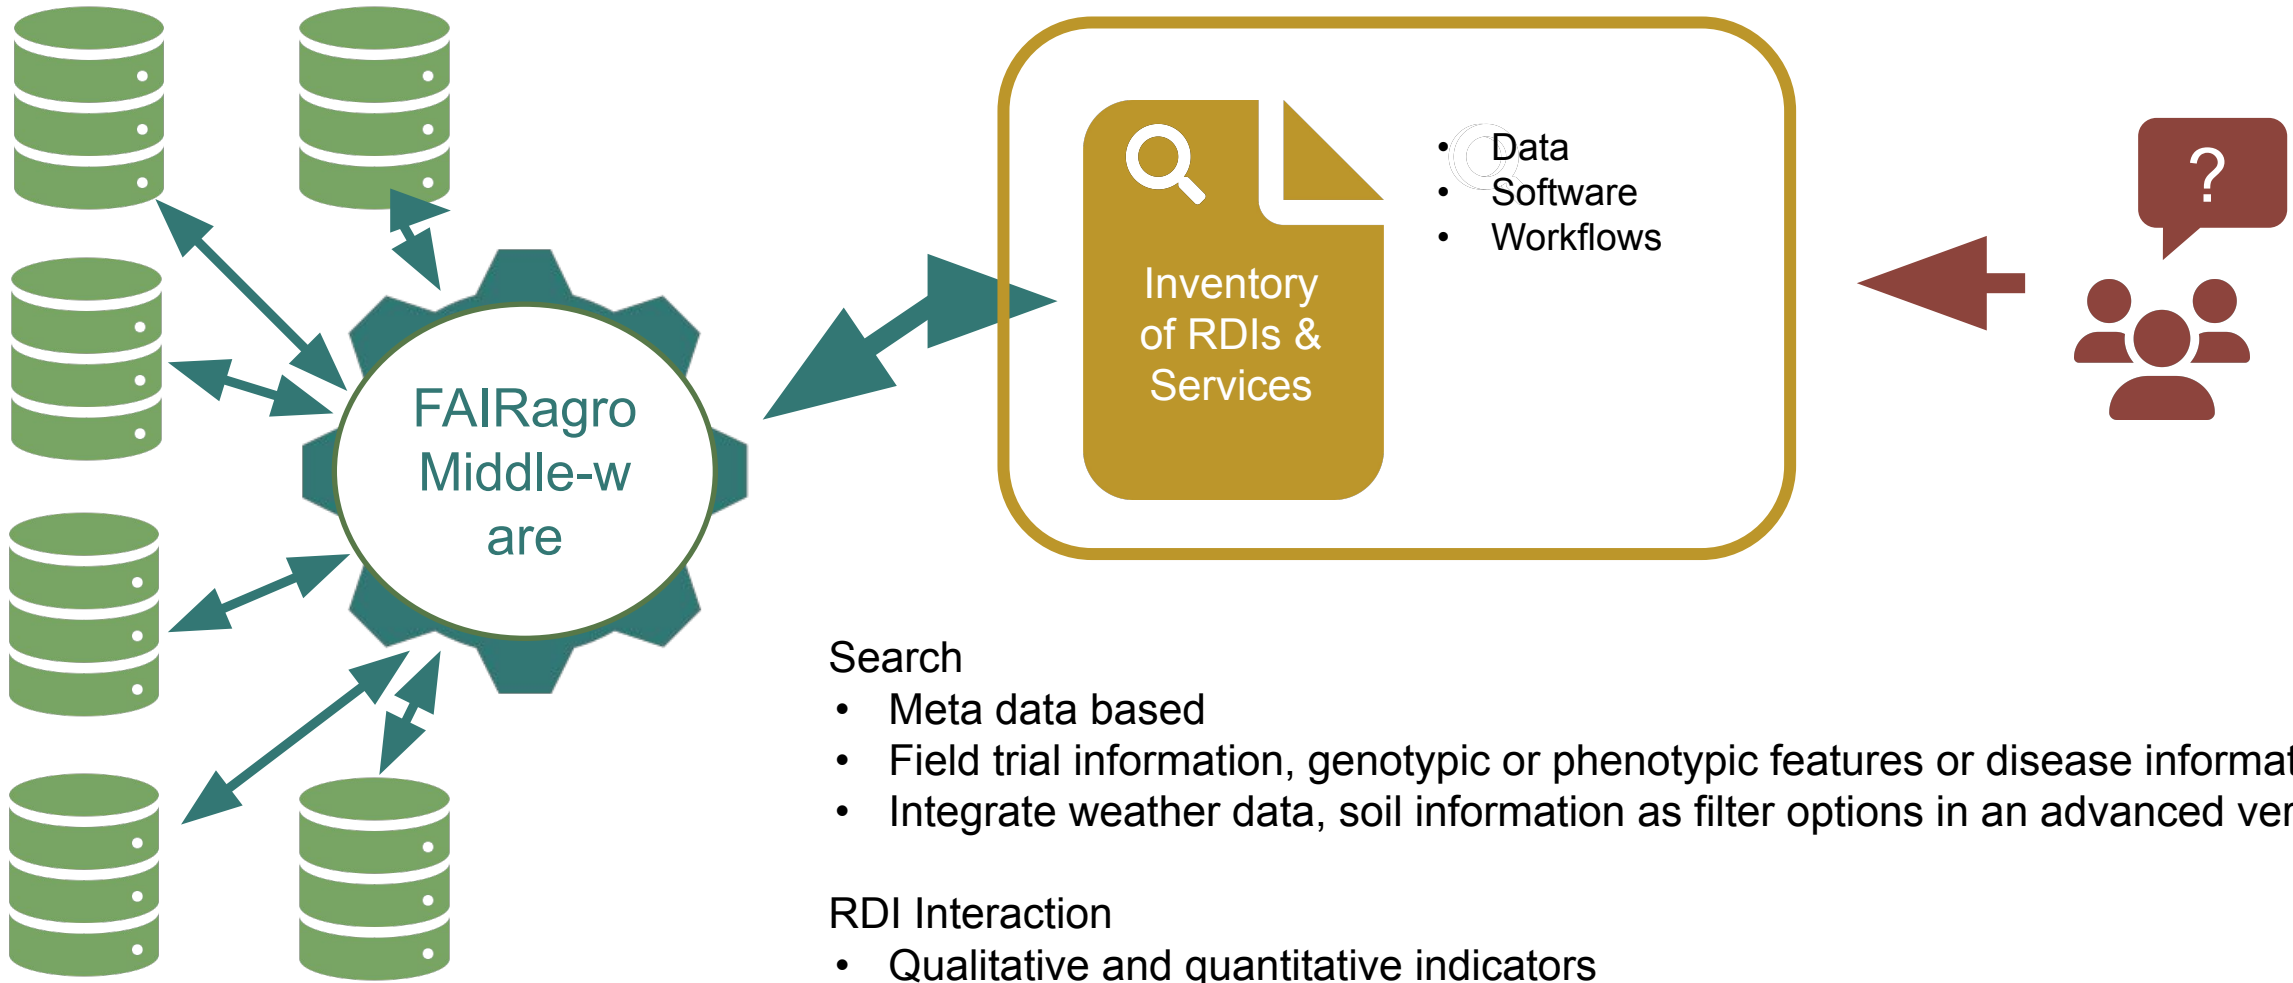 FAIRagro
Middle-w
are
Inventory
of RDIs &
Services
• Data
• Software
• Workflows
?
Search
• Meta data based
• Field trial information, genotypic or phenotypic features or disease informat
• Integrate weather data, soil information as filter options in an advanced ver
RDI Interaction
• Qualitative and quantitative indicators